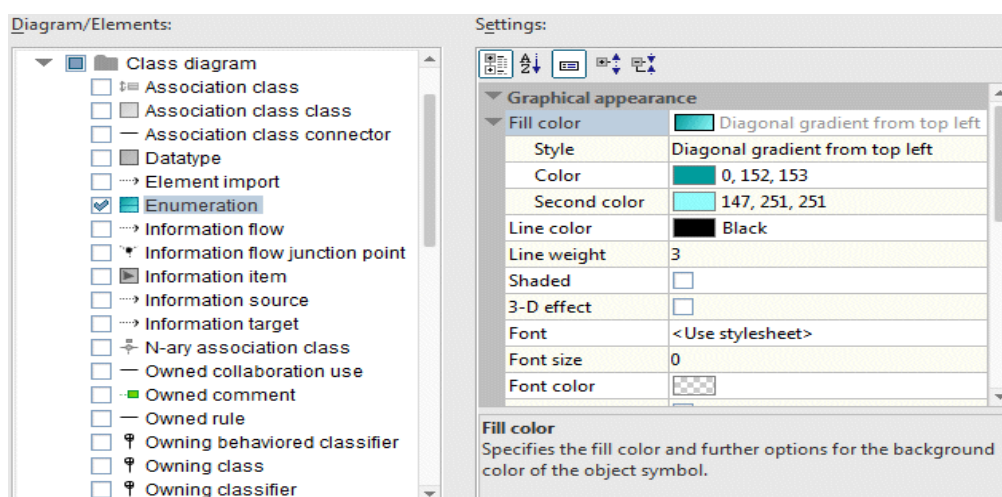 Diagram/Elements:
Class diagram
Association class
Association class class
Association class connector
Datatype
Element import
Enumeration
Information flow
Information flow junction point
Information item
Information source
Information target
N-ary association class
Owned collaboration use
Owned comment
Owned rule
Owning behaviored classifier
Owning class
Owning classifier
Settings:
Graphical appearance
Fill color Diagonal gradient from top left
Style Diagonal gradient from top left
Color 0, 152, 153
Second color 147, 251, 251
Line color Black
Line weight 3
Shaded
3-D effect
Font <Use stylesheet>
Font size 0
Font color
Fill color
Specifies the fill color and further options for the background
color of the object symbol.